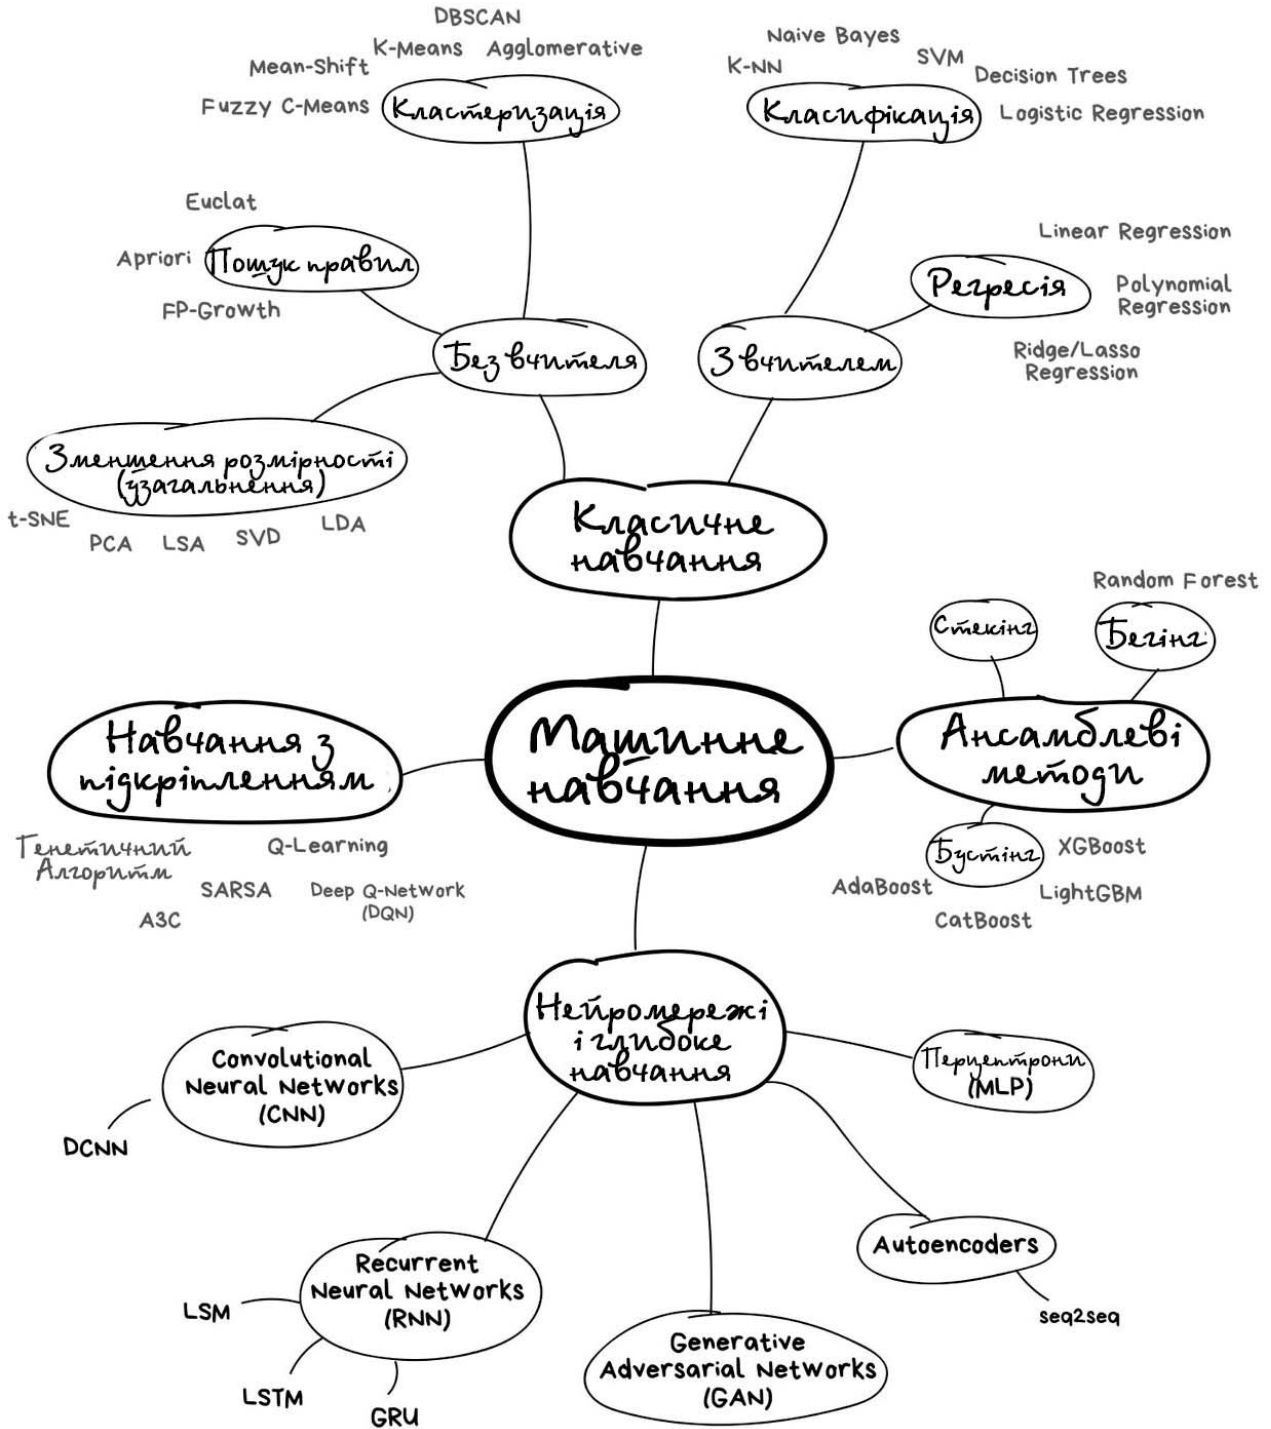 DBSCAN
K-Means
Agglomerative
Mean-Shift
Fuzzy C-Means
Кластеризація
Naive Bayes
K-NN
SVM
Decision Trees
Класифікація
Logistic Regression
Euclat
Apriori
Пошук правил
FP-Growth
Linear Regression
Регресія
Polynomial
Regression
Ridge/Lasso
Regression
Без вчителя
З вчителем
Зменшення розмірності
(узагальнення)
t-SNE
PCA
LSA
SVD
LDA
Класичне
навчання
Random Forest
Стекінг
Бегінг
Навчання з
підкріпленням
Машинне
навчання
Ансамблеві
методи
Генетичний
Алгоритм
Q-Learning
SARSA
Deep Q-Network
(DQN)
A3C
Бустінг
XGBoost
AdaBoost
LightGBM
CatBoost
Нейромережі
і глибоке
навчання
Convolutional
Neural Networks
(CNN)
DCNN
Перцептрони
(MLP)
Autoencoders
seq2seq
Recurrent
Neural Networks
(RNN)
LSM
LSTM
GRU
Generative
Adversarial Networks
(GAN)